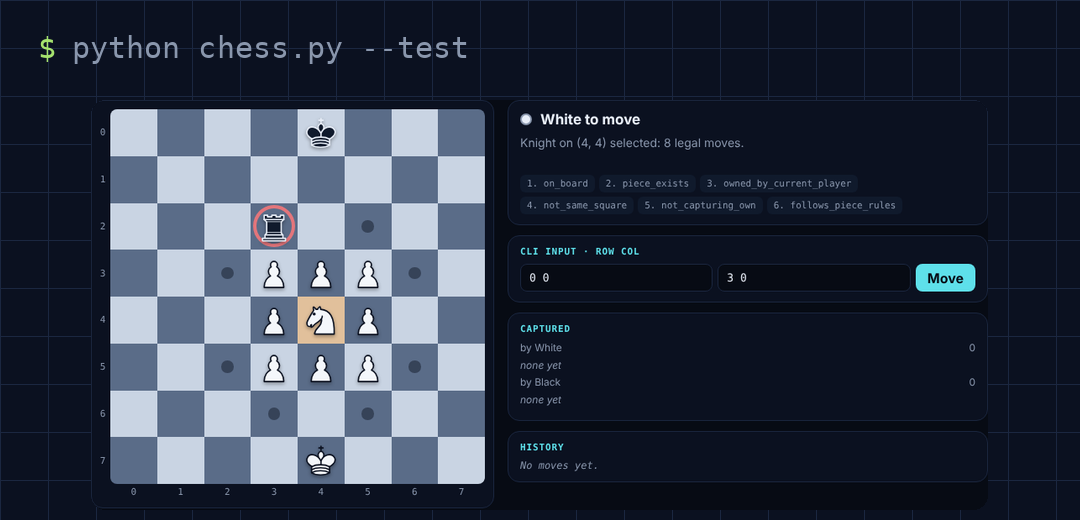 $ python chess.py --test
0
1
2
3
4
5
6
7
0 1 2 3 4 5 6 7
White to move
Knight on (4, 4) selected: 8 legal moves.
1. on_board 2. piece_exists 3. owned_by_current_player
4. not_same_square 5. not_capturing_own 6. follows_piece_rules
CLI INPUT · ROW COL
0 0 3 0 Move
CAPTURED
by White 0
none yet
by Black 0
none yet
HISTORY
No moves yet.